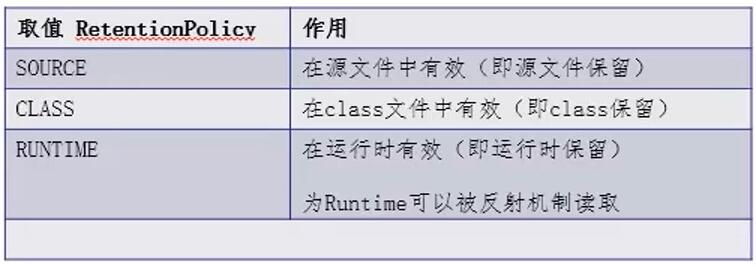 取值 RetentionPolicy
作用
SOURCE
在源文件中有效（即源文件保留）
CLASS
在class文件中有效（即class保留）
RUNTIME
在运行时有效（即运行时保留）
为Runtime可以被反射机制读取